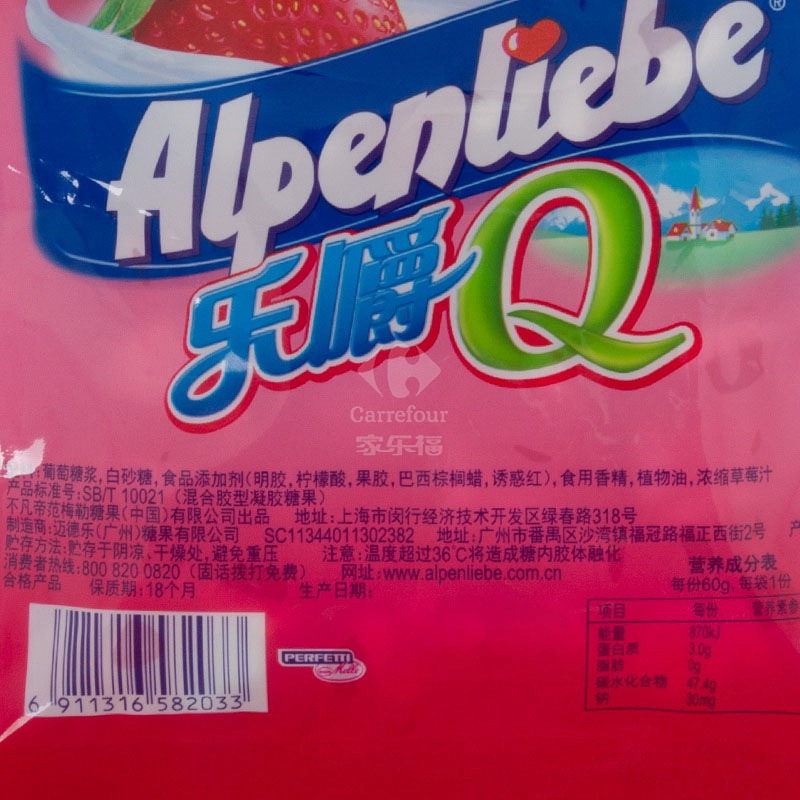 Alpenliebe®
乐嚼Q
Carrefour
家乐福
葡萄糖浆,白砂糖,食品添加剂(明胶,柠檬酸,果胶,巴西棕榈蜡,诱惑红),食用香精,植物油,浓缩草莓汁
产品标准号:SB/T 10021 (混合胶型凝胶糖果)
不凡帝范梅勒糖果(中国)有限公司出品 地址:上海市闵行经济技术开发区绿春路318号
制造商:迈德乐(广州)糖果有限公司 SC11344011302382 地址:广州市番禺区沙湾镇福冠路福正西街2号 产
贮存方法:贮存于阴凉、干燥处,避免重压 注意:温度超过36℃将造成糖内胶体融化
消费者热线:800 820 0820 (固话拨打免费) 网址:www.alpenliebe.com.cn
合格产品 保质期:18个月 生产日期:
营养成分表
每份60g,每袋1份
项目 每份 营养素参
能量 870kJ
蛋白质 3.0g
脂肪 0g
碳水化合物 47.4g
钠 30mg
6 911316 582033
PERFETTI
Melle